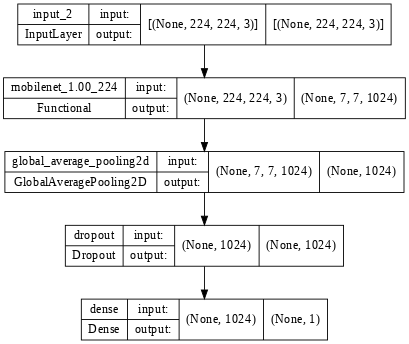 input_2 input: [(None, 224, 224, 3)] [(None, 224, 224, 3)]
InputLayer output:
mobilenet_1.00_224 input: (None, 224, 224, 3) (None, 7, 7, 1024)
Functional output:
global_average_pooling2d input: (None, 7, 7, 1024) (None, 1024)
GlobalAveragePooling2D output:
dropout input: (None, 1024) (None, 1024)
Dropout output:
dense input: (None, 1024) (None, 1)
Dense output: